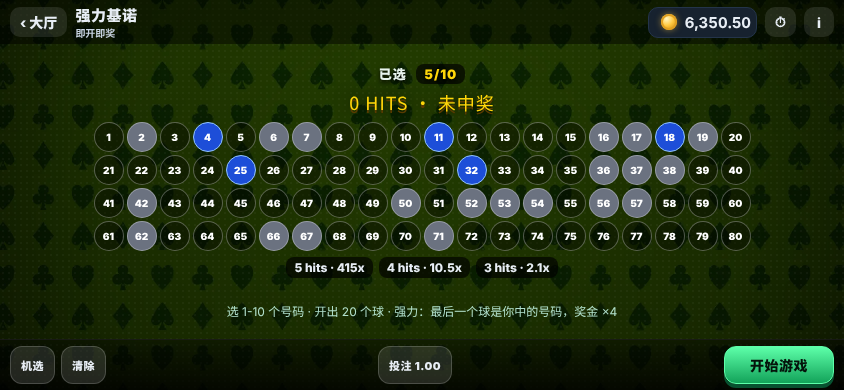 ‹ 大厅
强力基诺
即开即奖
6,350.50
i
已选 5/10
0 HITS · 未中奖
1 2 3 4 5 6 7 8 9 10 11 12 13 14 15 16 17 18 19 20
21 22 23 24 25 26 27 28 29 30 31 32 33 34 35 36 37 38 39 40
41 42 43 44 45 46 47 48 49 50 51 52 53 54 55 56 57 58 59 60
61 62 63 64 65 66 67 68 69 70 71 72 73 74 75 76 77 78 79 80
5 hits · 415x 4 hits · 10.5x 3 hits · 2.1x
选 1-10 个号码 · 开出 20 个球 · 强力：最后一个球是你中的号码，奖金 ×4
机选 清除 投注 1.00 开始游戏